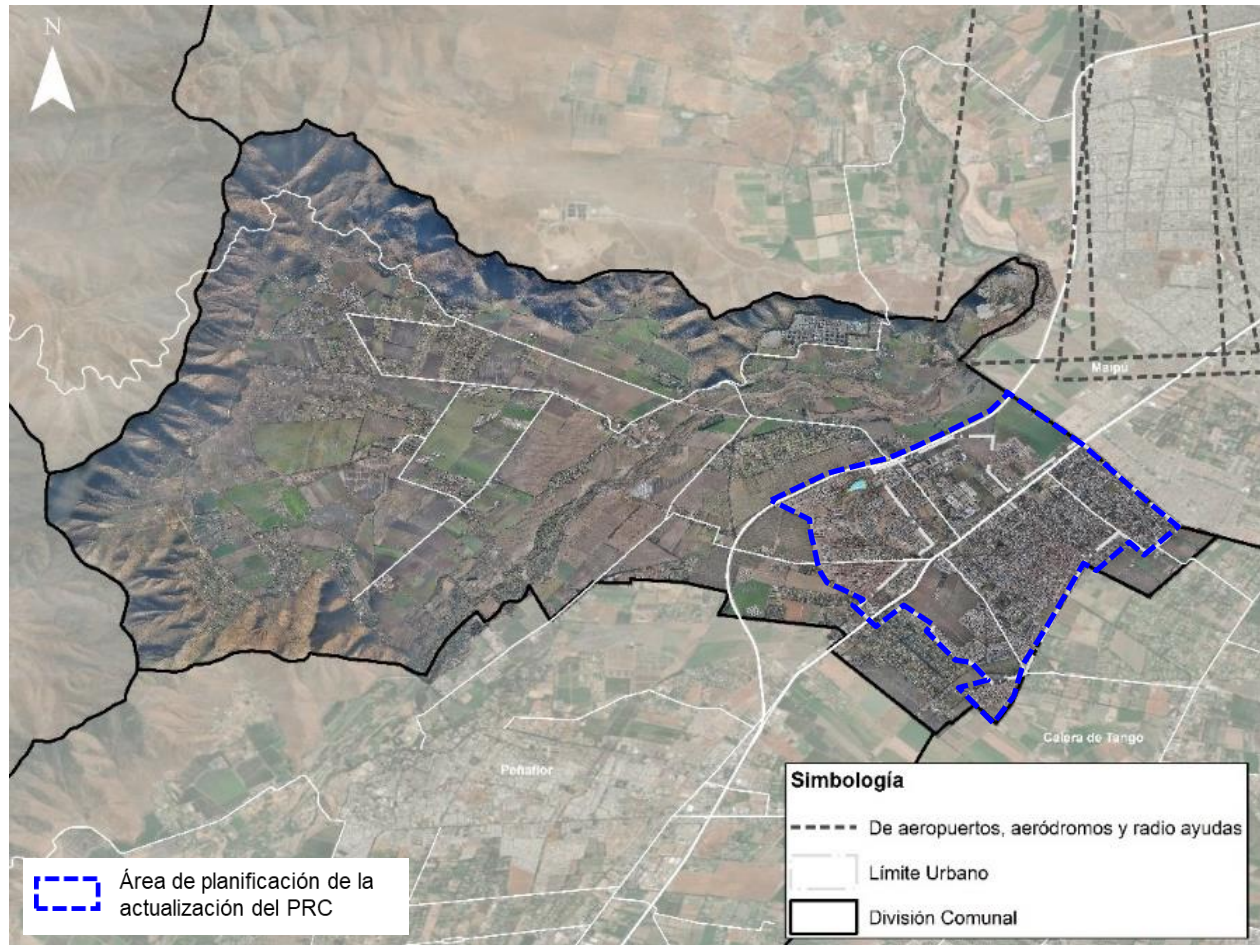 N
Maipú
Calera de Tango
Peñaflor
Simbología
De aeropuertos, aeródromos y radio ayudas
Límite Urbano
División Comunal
Área de planificación de la
actualización del PRC